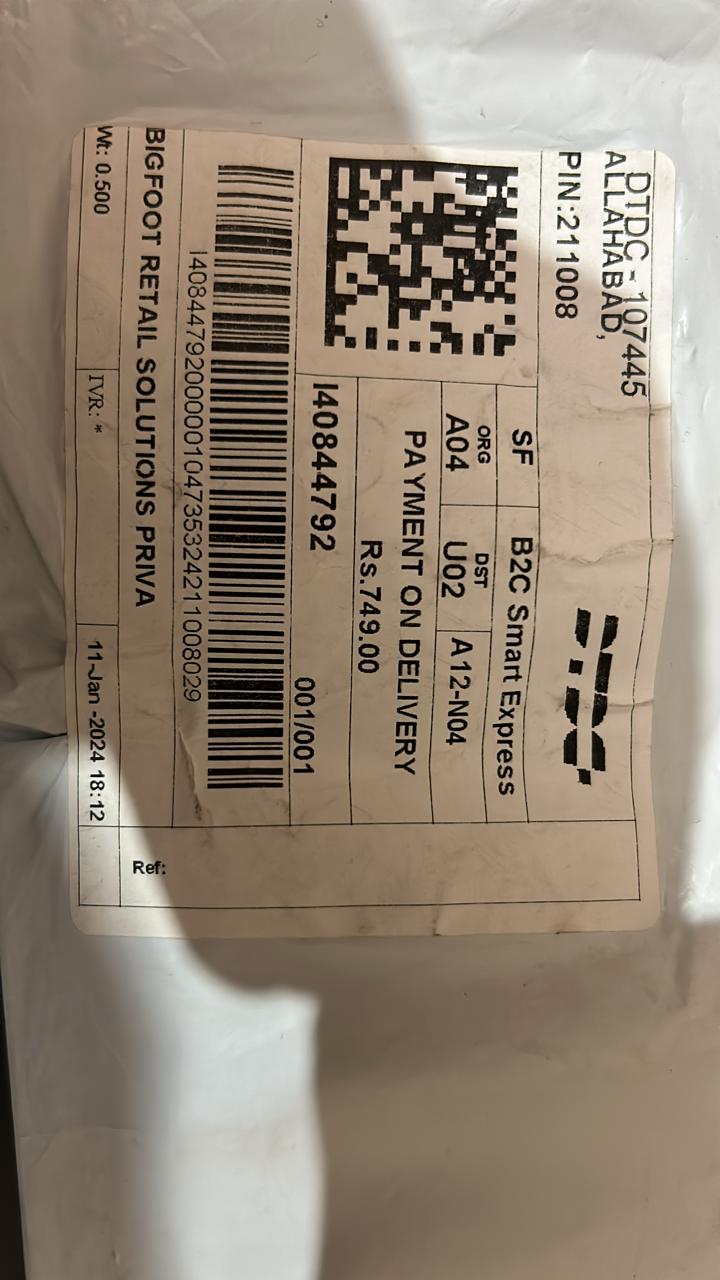 DTDC - 107445
ALLAHABAD,
PIN:211008
DTDC
SF B2C Smart Express
ORG DST
A04 U02 A12-N04
PAYMENT ON DELIVERY
Rs.749.00
I40844792 001/001
I4084479200000104735324211008029
BIGFOOT RETAIL SOLUTIONS PRIVA
Wt: 0.500 IVR: * 11-Jan -2024 18:12
Ref: